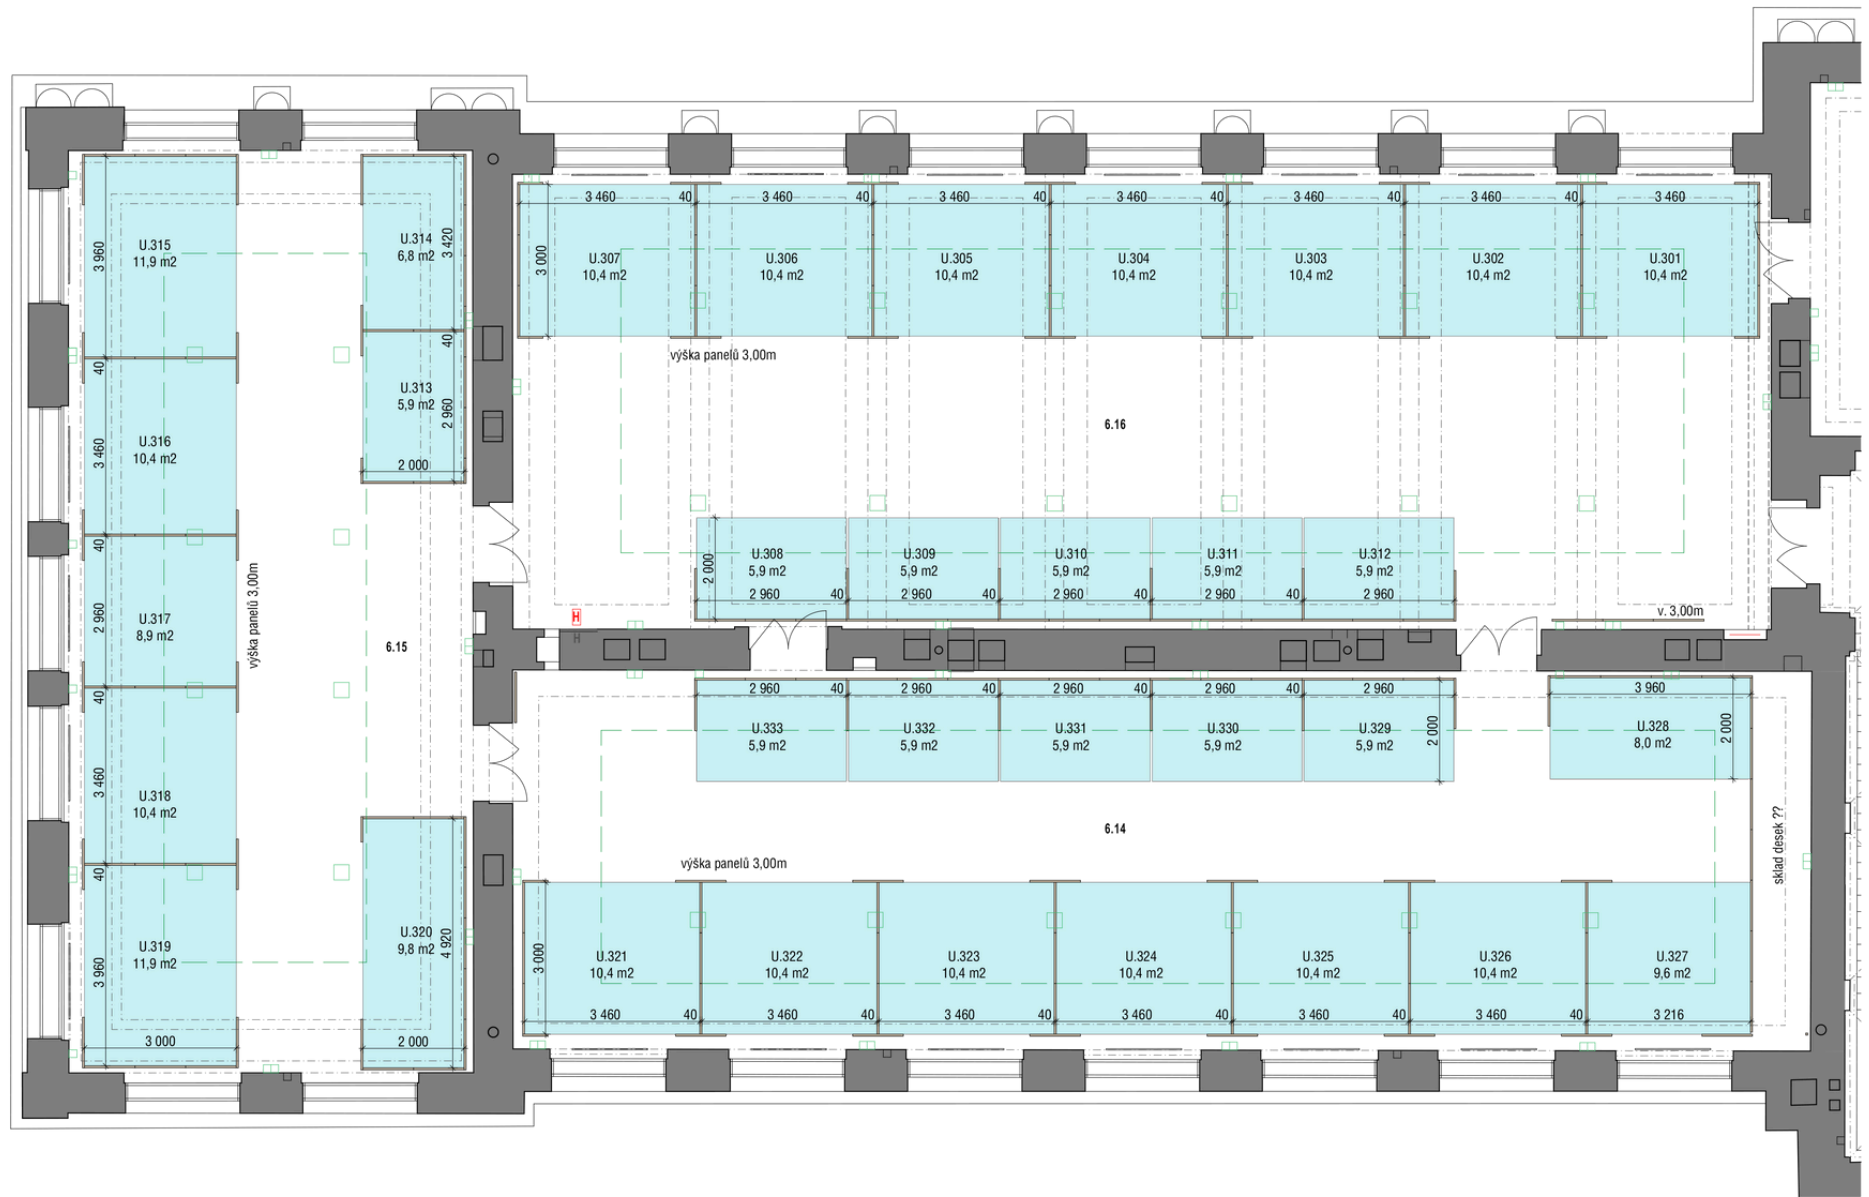 3 460
40
3 460
40
3 460
40
3 460
40
3 460
40
3 460
40
3 460
3 000
U.307
10,4 m2
U.306
10,4 m2
U.305
10,4 m2
U.304
10,4 m2
U.303
10,4 m2
U.302
10,4 m2
U.301
10,4 m2
výška panelů 3,00m
6.16
U.315
11,9 m2
3 960
40
U.316
10,4 m2
3 460
40
U.317
8,9 m2
2 960
40
U.318
10,4 m2
3 460
40
U.319
11,9 m2
3 960
3 000
výška panelů 3,00m
U.314
6,8 m2
3 420
40
U.313
5,9 m2
2 960
2 000
6.15
U.320
9,8 m2
4 920
2 000
2 000
U.308
5,9 m2
U.309
5,9 m2
U.310
5,9 m2
U.311
5,9 m2
U.312
5,9 m2
2 960
40
2 960
40
2 960
40
2 960
40
2 960
H
H
v. 3,00m
2 960
40
2 960
40
2 960
40
2 960
40
2 960
3 960
U.333
5,9 m2
U.332
5,9 m2
U.331
5,9 m2
U.330
5,9 m2
U.329
5,9 m2
2 000
U.328
8,0 m2
2 000
6.14
sklad desek ??
výška panelů 3,00m
3 000
U.321
10,4 m2
U.322
10,4 m2
U.323
10,4 m2
U.324
10,4 m2
U.325
10,4 m2
U.326
10,4 m2
U.327
9,6 m2
3 460
40
3 460
40
3 460
40
3 460
40
3 460
40
3 460
40
3 216